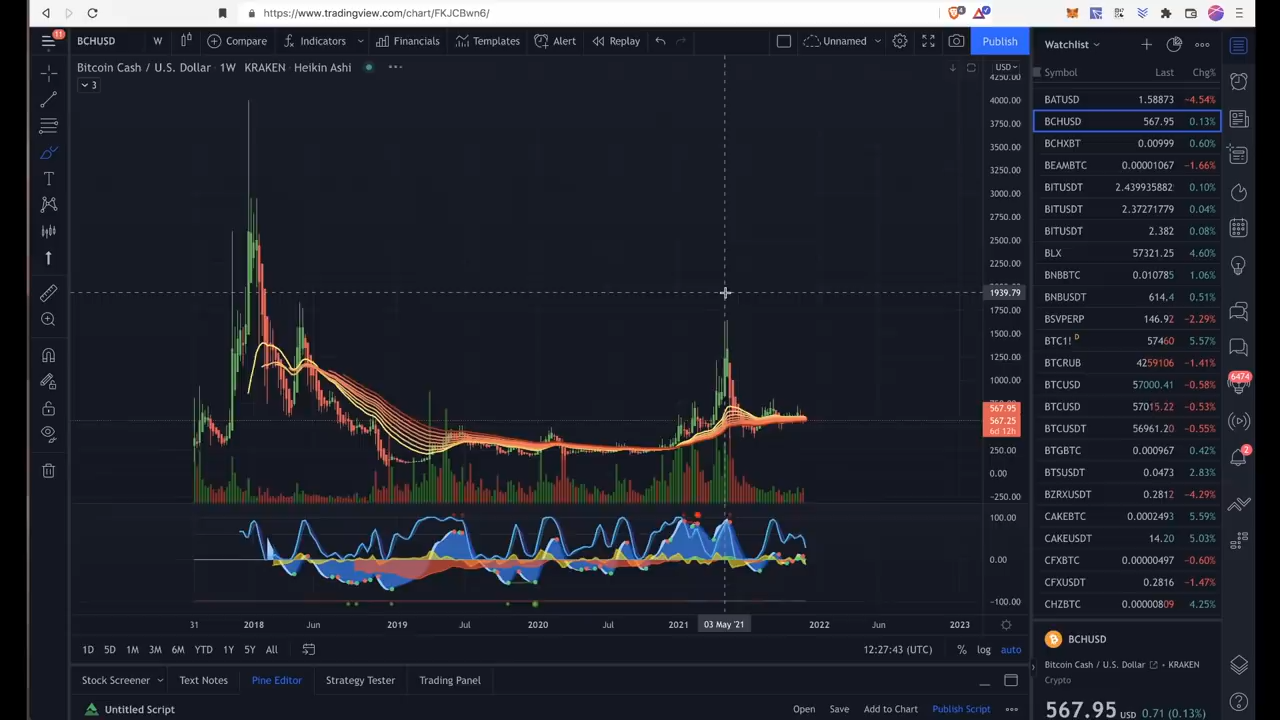 https://www.tradingview.com/chart/FKJCBwn6/
11
BCHUSD W Compare Indicators Financials Templates Alert Replay Unnamed Publish
Bitcoin Cash / U.S. Dollar 1W KRAKEN Heikin Ashi
3
USD
4250.00
4000.00
3750.00
3500.00
3250.00
3000.00
2750.00
2500.00
2250.00
1939.79
1750.00
1500.00
1250.00
1000.00
567.95
567.25
6d 12h
250.00
0.00
−250.00
100.00
0.00
−100.00
31 2018 Jun 2019 2020 Jul 2021 03 May '21 2022 Jun 2023
1D 5D 1M 3M 6M YTD 1Y 5Y All 12:27:43 (UTC) % log auto
Stock Screener Text Notes Pine Editor Strategy Tester Trading Panel
Untitled Script Open Save Add to Chart Publish Script
Watchlist
Symbol Last Chg%
BATUSD 1.58873 −4.54%
BCHUSD 567.95 0.13%
BCHXBT 0.00999 0.60%
BEAMBTC 0.00001067 −1.66%
BITUSDT 2.439935882 0.10%
BITUSDT 2.37271779 0.04%
BITUSDT 2.382 0.08%
BLX 57321.25 4.60%
BNBBTC 0.010785 1.06%
BNBUSDT 614.4 0.51%
BSVPERP 146.92 −2.29%
BTC1! D 57460 5.57%
BTCRUB 4259106 −1.41%
BTCUSD 57000.41 −0.58%
BTCUSD 57015.22 −0.53%
BTCUSDT 56961.20 −0.55%
BTGBTC 0.000967 0.42%
BTSUSDT 0.0473 2.83%
BZRXUSDT 0.2812 −4.29%
CAKEBTC 0.0002493 5.59%
CAKEUSDT 14.20 5.03%
CFXBTC 0.00000497 −0.60%
CFXUSDT 0.2816 −1.47%
CHZBTC 0.00000809 4.25%
BCHUSD
Bitcoin Cash / U.S. Dollar • KRAKEN
Crypto
567.95 USD 0.71 (0.13%)
6474
2